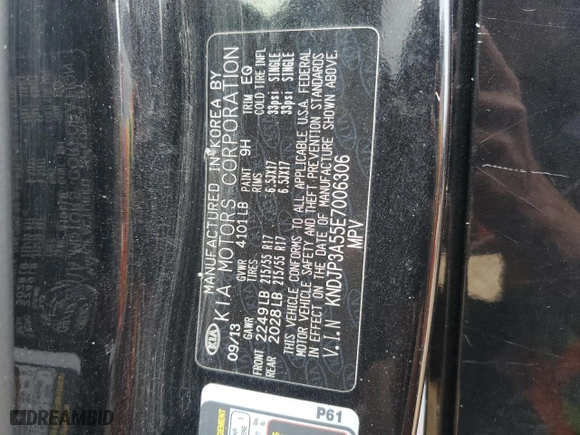 MANUFACTURED IN KOREA BY
KIA KIA MOTORS CORPORATION
09/13 GVWR 4101LB PAINT 9H TRIM EQ
GAWR TIRES RIMS COLD TIRE INFL
FRONT 2249LB 215/55 R17 6.5JX17 33psi SINGLE
REAR 2028LB 215/55 R17 6.5JX17 33psi SINGLE
THIS VEHICLE CONFORMS TO ALL APPLICABLE U.S.A. FEDERAL
MOTOR VEHICLE SAFETY AND THEFT PREVENTION STANDARDS
IN EFFECT ON THE DATE OF MANUFACTURE SHOWN ABOVE.
V.I.N KNDJP3A55E7006306
MPV
P61
DREAMBID